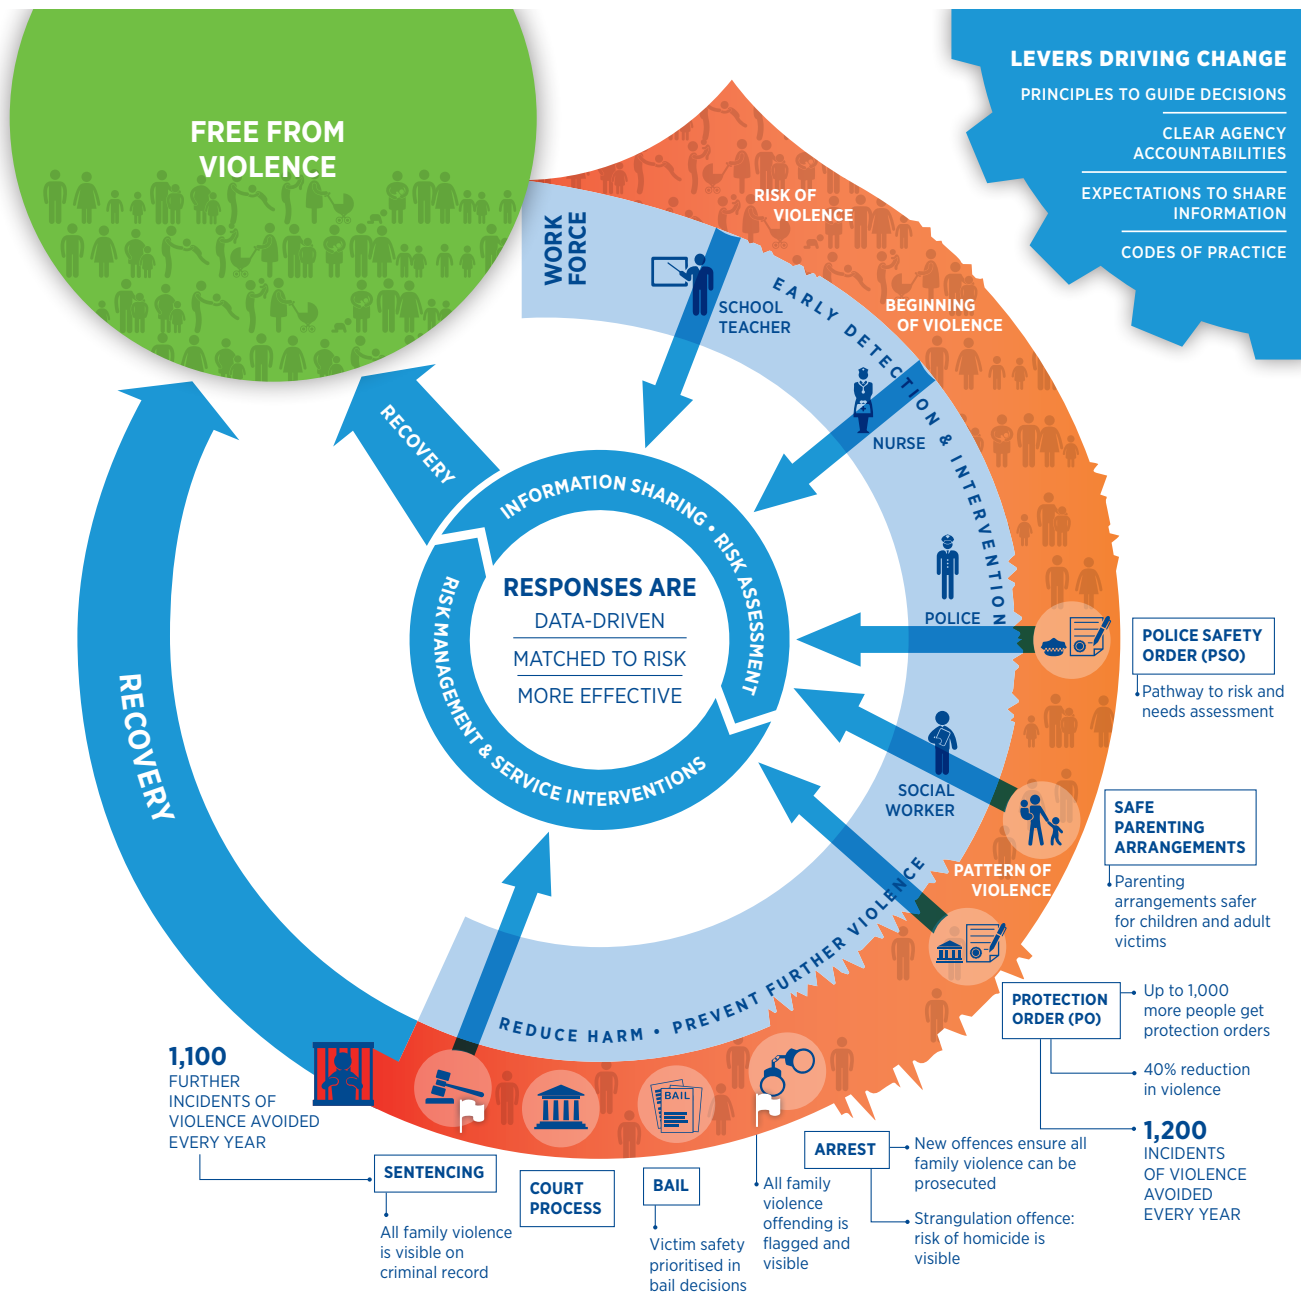 FREE FROM
VIOLENCE
LEVERS DRIVING CHANGE
PRINCIPLES TO GUIDE DECISIONS
CLEAR AGENCY
ACCOUNTABILITIES
EXPECTATIONS TO SHARE
INFORMATION
CODES OF PRACTICE
WORK
FORCE
RISK OF
VIOLENCE
BEGINNING
OF VIOLENCE
PATTERN OF
VIOLENCE
SCHOOL
TEACHER
NURSE
POLICE
SOCIAL
WORKER
EARLY DETECTION & INTERVENTION
REDUCE HARM • PREVENT FURTHER VIOLENCE
RECOVERY
RECOVERY
INFORMATION SHARING • RISK ASSESSMENT
RISK MANAGEMENT & SERVICE INTERVENTIONS
RESPONSES ARE
DATA-DRIVEN
MATCHED TO RISK
MORE EFFECTIVE
POLICE SAFETY
ORDER (PSO)
Pathway to risk and
needs assessment
SAFE
PARENTING
ARRANGEMENTS
Parenting
arrangements safer
for children and adult
victims
PROTECTION
ORDER (PO)
Up to 1,000
more people get
protection orders
40% reduction
in violence
1,200
INCIDENTS
OF VIOLENCE
AVOIDED
EVERY YEAR
ARREST
New offences ensure all
family violence can be
prosecuted
Strangulation offence:
risk of homicide is
visible
All family
violence
offending is
flagged and
visible
BAIL
BAIL
Victim safety
prioritised in
bail decisions
COURT
PROCESS
SENTENCING
All family violence
is visible on
criminal record
1,100
FURTHER
INCIDENTS OF
VIOLENCE AVOIDED
EVERY YEAR